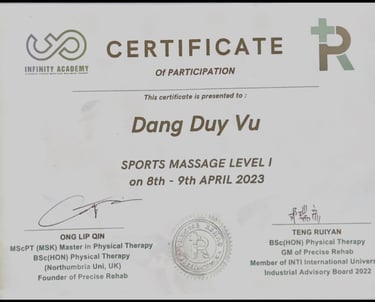 INFINITY ACADEMY
CERTIFICATE
Of PARTICIPATION
This certificate is presented to :
Dang Duy Vu
SPORTS MASSAGE LEVEL I
on 8th - 9th APRIL 2023
ONG LIP QIN
MScPT (MSK) Master in Physical Therapy
BSc(HON) Physical Therapy
(Northumbria Uni, UK)
Founder of Precise Rehab
TENG RUIYAN
BSc(HON) Physical Therapy
GM of Precise Rehab
Member of INTI International Univers
Industrial Advisory Board 2022